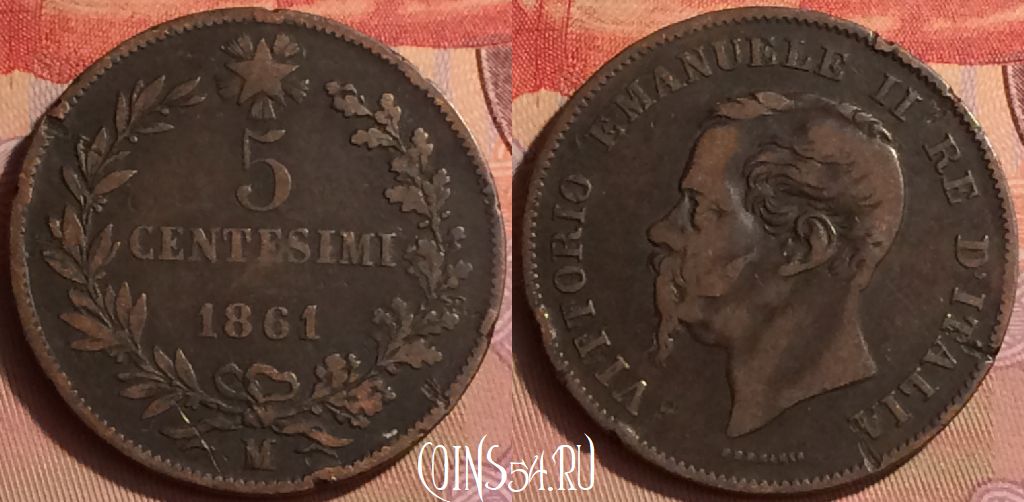 5
CENTESIMI
1861
M
VITTORIO EMANUELE II RE D'ITALIA
COINS54.RU